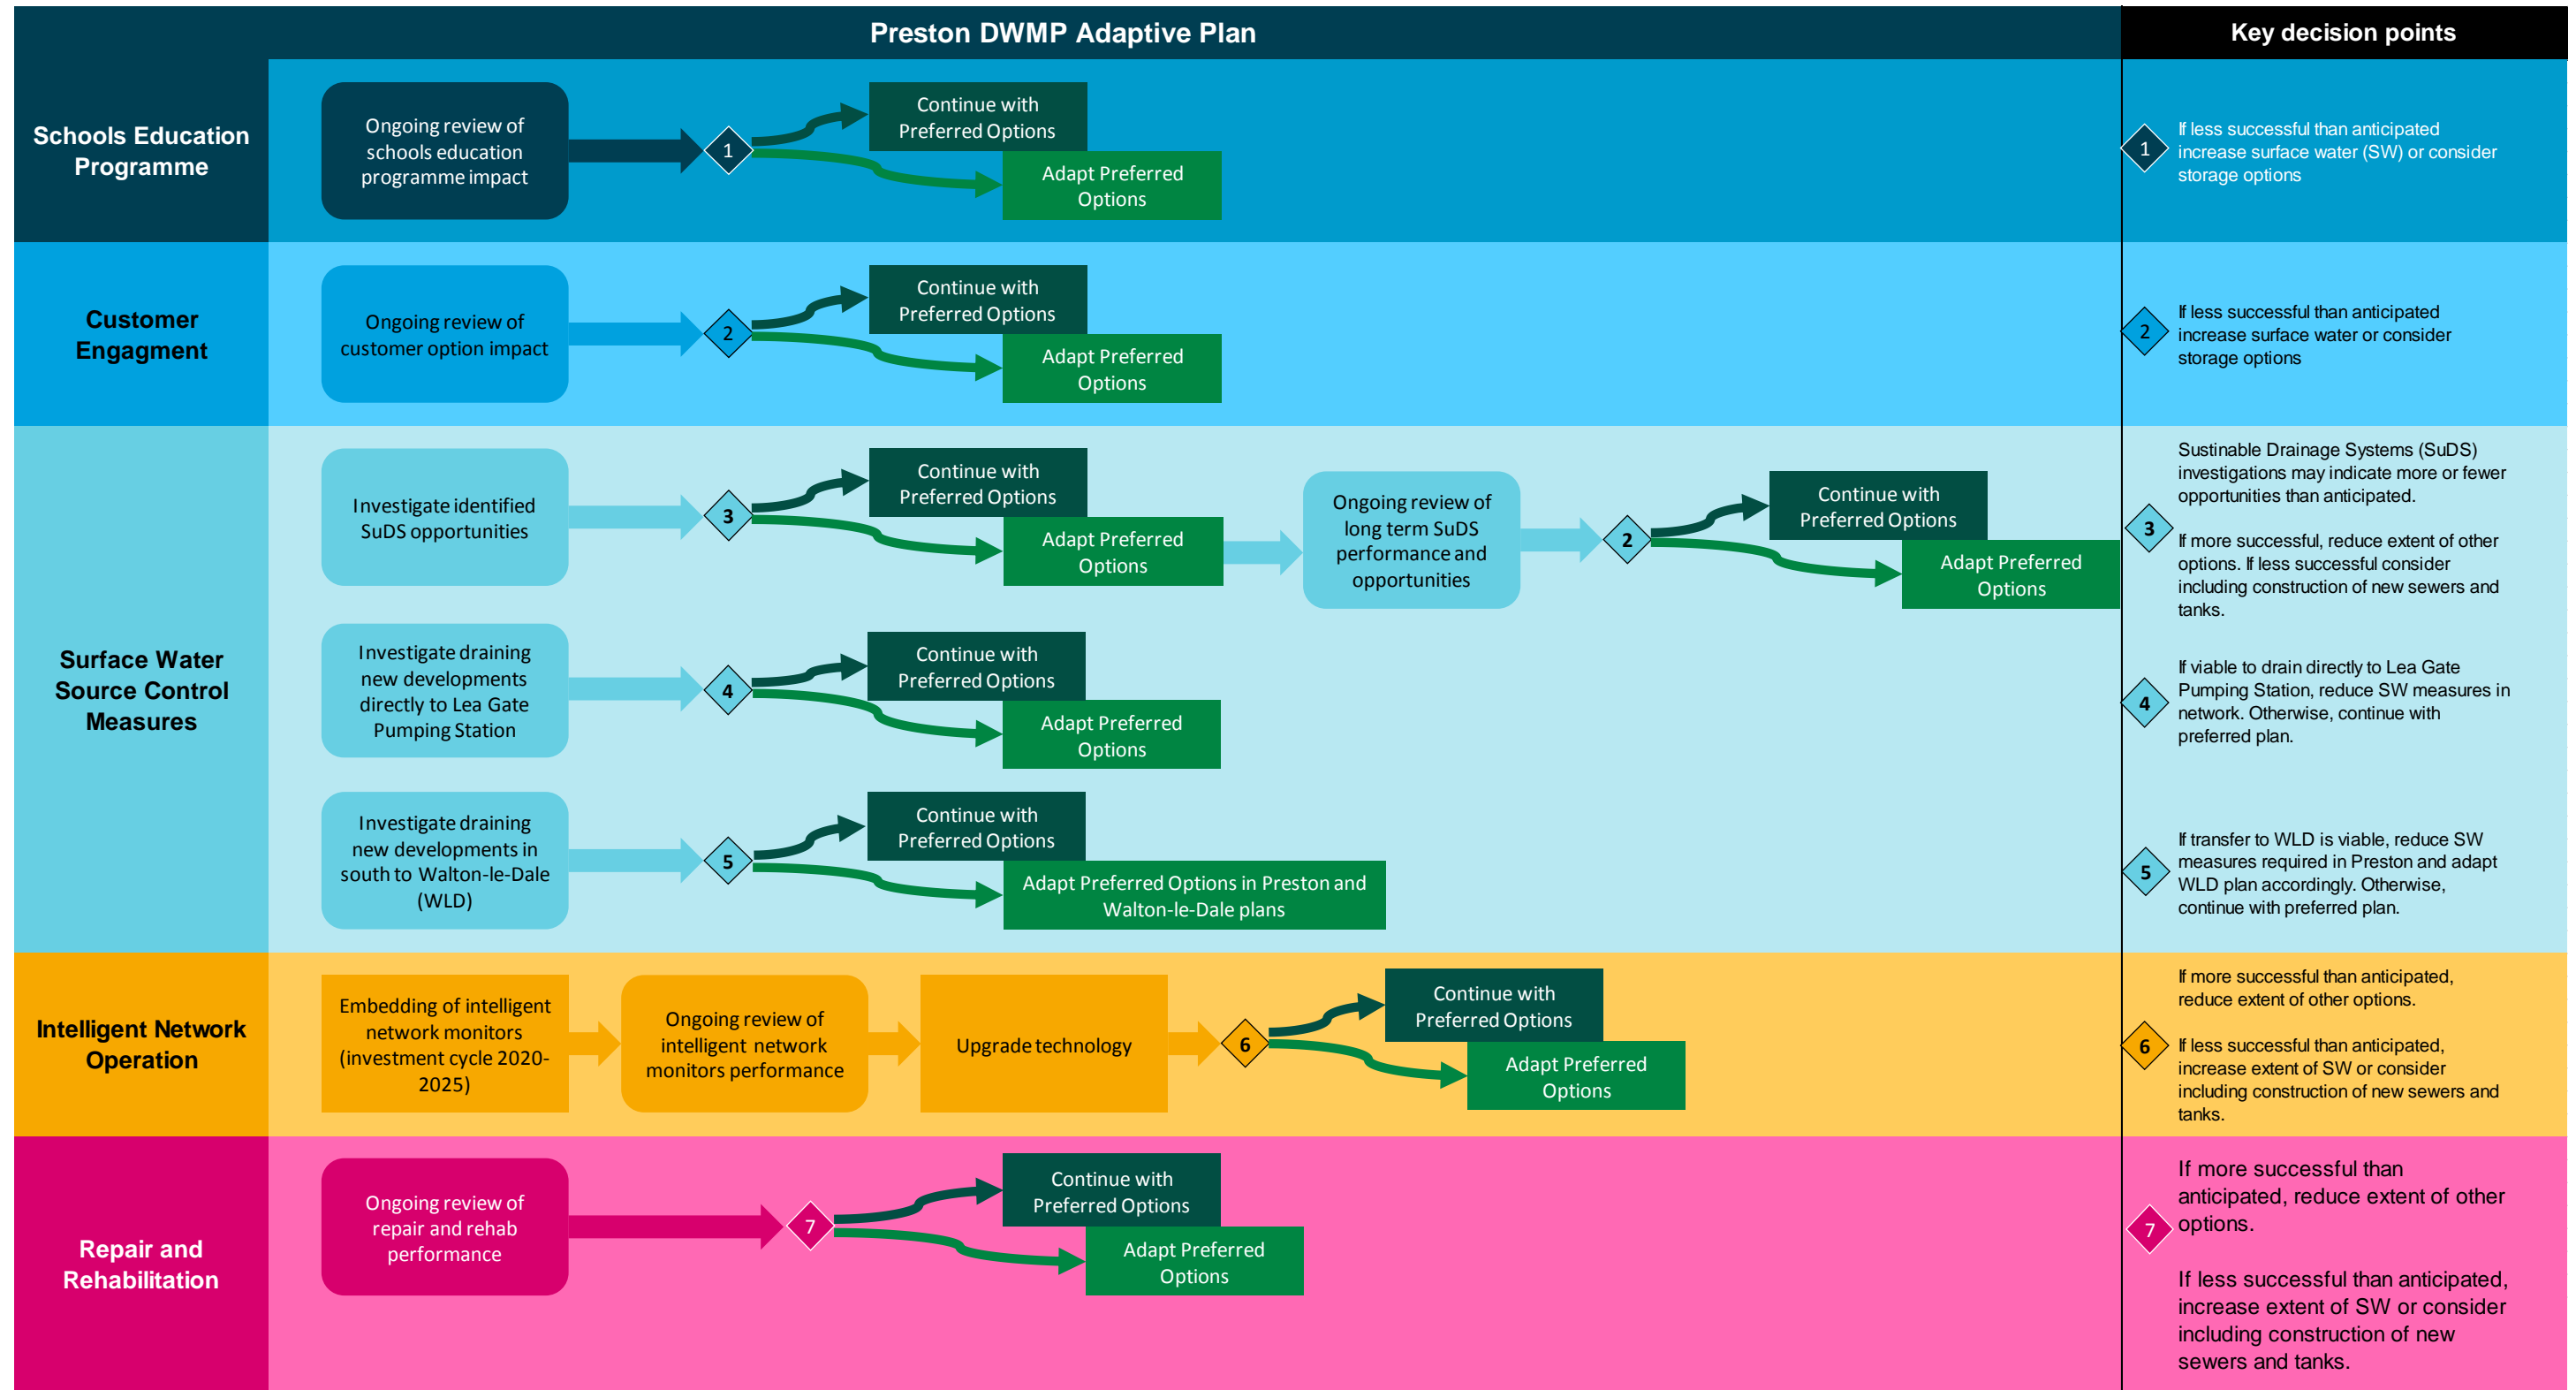 Preston DWMP Adaptive Plan
Key decision points
Schools Education
Programme
Ongoing review of
schools education
programme impact
1
Continue with
Preferred Options
Adapt Preferred
Options
1
If less successful than anticipated
increase surface water (SW) or consider
storage options
Customer
Engagment
Ongoing review of
customer option impact
2
Continue with
Preferred Options
Adapt Preferred
Options
2
If less successful than anticipated
increase surface water or consider
storage options
Surface Water
Source Control
Measures
Investigate identified
SuDS opportunities
3
Continue with
Preferred Options
Adapt Preferred
Options
Ongoing review of
long term SuDS
performance and
opportunities
2
Continue with
Preferred Options
Adapt Preferred
Options
3
Sustinable Drainage Systems (SuDS)
investigations may indicate more or fewer
opportunities than anticipated.
If more successful, reduce extent of other
options. If less successful consider
including construction of new sewers and
tanks.
Investigate draining
new developments
directly to Lea Gate
Pumping Station
4
Continue with
Preferred Options
Adapt Preferred
Options
4
If viable to drain directly to Lea Gate
Pumping Station, reduce SW measures in
network. Otherwise, continue with
preferred plan.
Investigate draining
new developments in
south to Walton-le-Dale
(WLD)
5
Continue with
Preferred Options
Adapt Preferred Options in Preston and
Walton-le-Dale plans
5
If transfer to WLD is viable, reduce SW
measures required in Preston and adapt
WLD plan accordingly. Otherwise,
continue with preferred plan.
Intelligent Network
Operation
Embedding of intelligent
network monitors
(investment cycle 2020-
2025)
Ongoing review of
intelligent network
monitors performance
Upgrade technology
6
Continue with
Preferred Options
Adapt Preferred
Options
6
If more successful than anticipated,
reduce extent of other options.
If less successful than anticipated,
increase extent of SW or consider
including construction of new sewers and
tanks.
Repair and
Rehabilitation
Ongoing review of
repair and rehab
performance
7
Continue with
Preferred Options
Adapt Preferred
Options
7
If more successful than
anticipated, reduce extent of other
options.
If less successful than anticipated,
increase extent of SW or consider
including construction of new
sewers and tanks.